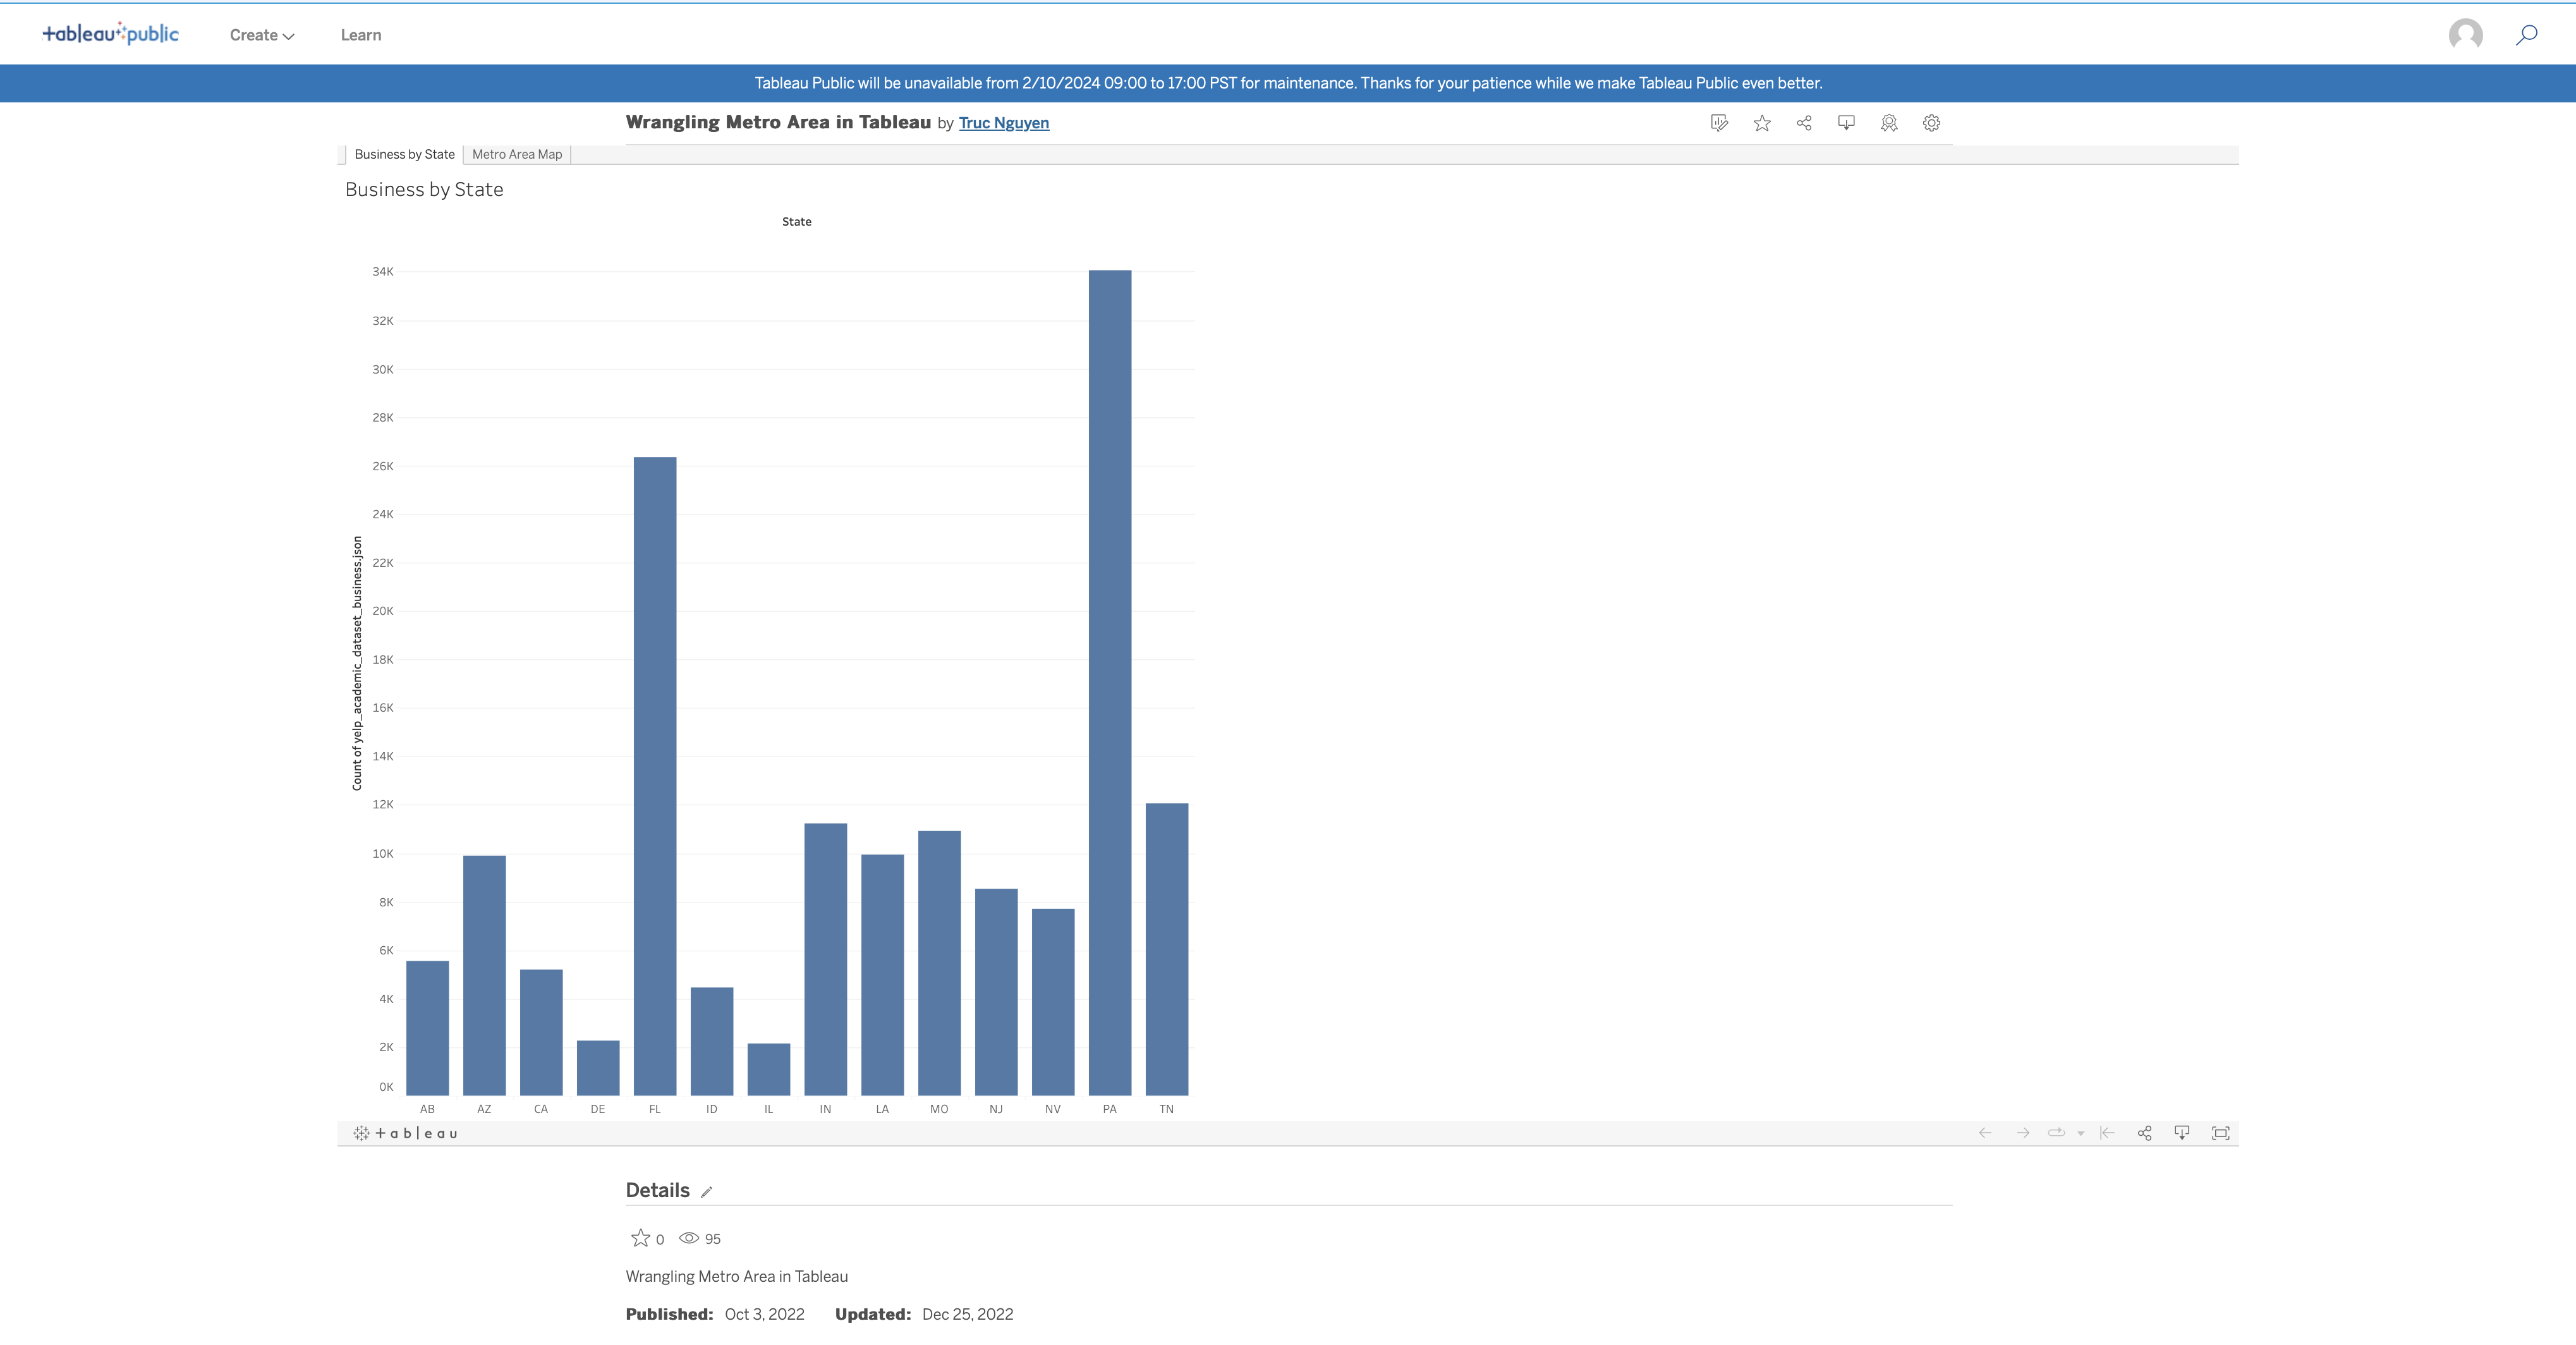 +ableau+public Create Learn
Tableau Public will be unavailable from 2/10/2024 09:00 to 17:00 PST for maintenance. Thanks for your patience while we make Tableau Public even better.
Wrangling Metro Area in Tableau by Truc Nguyen
Business by State Metro Area Map
Business by State
State
34K
32K
30K
28K
26K
24K
22K
20K
18K
16K
14K
12K
10K
8K
6K
4K
2K
0K
Count of yelp_academic_dataset_business.json
AB AZ CA DE FL ID IL IN LA MO NJ NV PA TN
+ableau
Details
0 95
Wrangling Metro Area in Tableau
Published: Oct 3, 2022 Updated: Dec 25, 2022